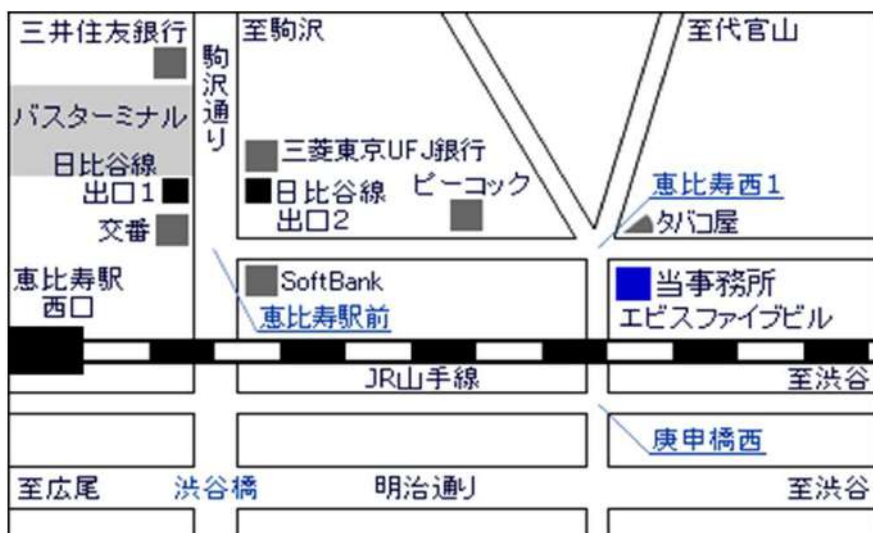 三井住友銀行
駒沢通り
至駒沢
至代官山
バスターミナル
日比谷線
出口1
三菱東京UFJ銀行
日比谷線
出口2
ピーコック
恵比寿西1
タバコ屋
交番
恵比寿駅
西口
SoftBank
恵比寿駅前
当事務所
エビスファイブビル
JR山手線
至渋谷
庚申橋西
至広尾
渋谷橋
明治通り
至渋谷